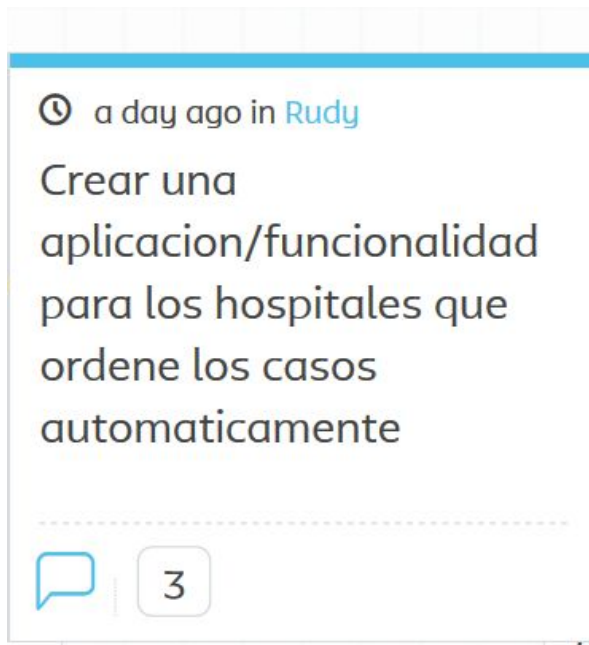 a day ago in Rudy
Crear una
aplicacion/funcionalidad
para los hospitales que
ordene los casos
automaticamente
3